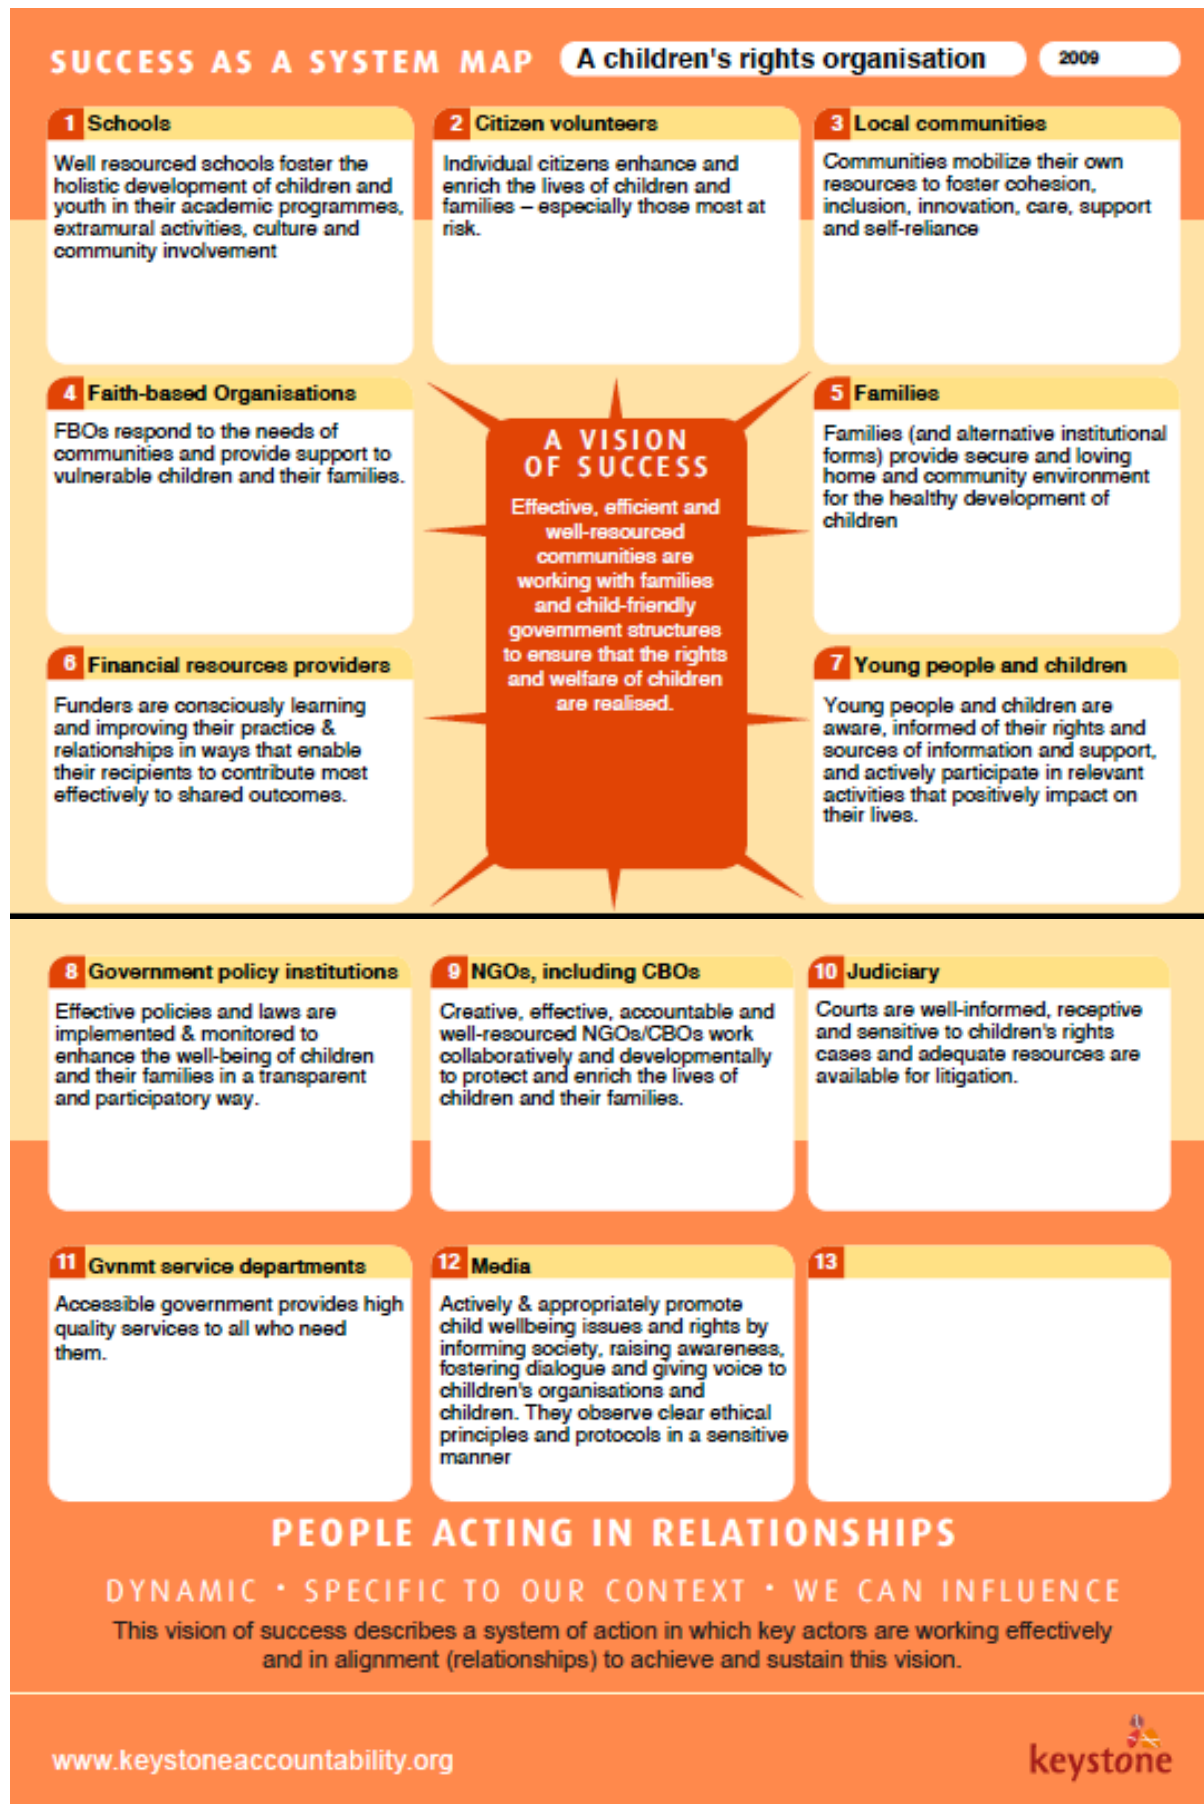 SUCCESS AS A SYSTEM MAP
A children's rights organisation
2009
1 Schools
Well resourced schools foster the
holistic development of children and
youth in their academic programmes,
extramural activities, culture and
community involvement
2 Citizen volunteers
Individual citizens enhance and
enrich the lives of children and
families – especially those most at
risk.
3 Local communities
Communities mobilize their own
resources to foster cohesion,
inclusion, innovation, care, support
and self-reliance
4 Faith-based Organisations
FBOs respond to the needs of
communities and provide support to
vulnerable children and their families.
A VISION
OF SUCCESS
Effective, efficient and
well-resourced
communities are
working with families
and child-friendly
government structures
to ensure that the rights
and welfare of children
are realised.
5 Families
Families (and alternative institutional
forms) provide secure and loving
home and community environment
for the healthy development of
children
6 Financial resources providers
Funders are consciously learning
and improving their practice &
relationships in ways that enable
their recipients to contribute most
effectively to shared outcomes.
7 Young people and children
Young people and children are
aware, informed of their rights and
sources of information and support,
and actively participate in relevant
activities that positively impact on
their lives.
8 Government policy institutions
Effective policies and laws are
implemented & monitored to
enhance the well-being of children
and their families in a transparent
and participatory way.
9 NGOs, including CBOs
Creative, effective, accountable and
well-resourced NGOs/CBOs work
collaboratively and developmentally
to protect and enrich the lives of
children and their families.
10 Judiciary
Courts are well-informed, receptive
and sensitive to children's rights
cases and adequate resources are
available for litigation.
11 Gvnmt service departments
Accessible government provides high
quality services to all who need
them.
12 Media
Actively & appropriately promote
child wellbeing issues and rights by
informing society, raising awareness,
fostering dialogue and giving voice to
chilldren's organisations and
children. They observe clear ethical
principles and protocols in a sensitive
manner
13
PEOPLE ACTING IN RELATIONSHIPS
DYNAMIC · SPECIFIC TO OUR CONTEXT · WE CAN INFLUENCE
This vision of success describes a system of action in which key actors are working effectively
and in alignment (relationships) to achieve and sustain this vision.
www.keystoneaccountability.org
keystone